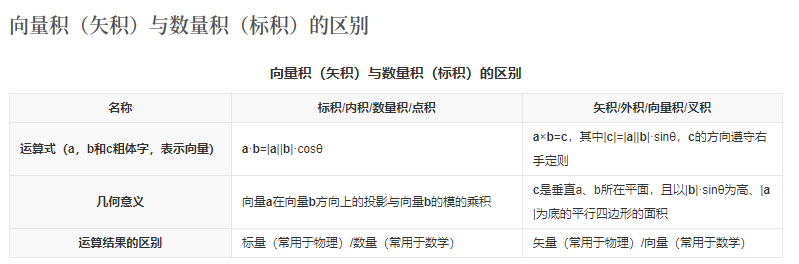 向量积（矢积）与数量积（标积）的区别
向量积（矢积）与数量积（标积）的区别
名称
标积/内积/数量积/点积
矢积/外积/向量积/叉积
运算式（a，b和c粗体字，表示向量）
a·b=|a||b|·cosθ
a×b=c，其中|c|=|a||b|·sinθ，c的方向遵守右
手定则
几何意义
向量a在向量b方向上的投影与向量b的模的乘积
c是垂直a、b所在平面，且以|b|·sinθ为高、|a
|为底的平行四边形的面积
运算结果的区别
标量（常用于物理）/数量（常用于数学）
矢量（常用于物理）/向量（常用于数学）